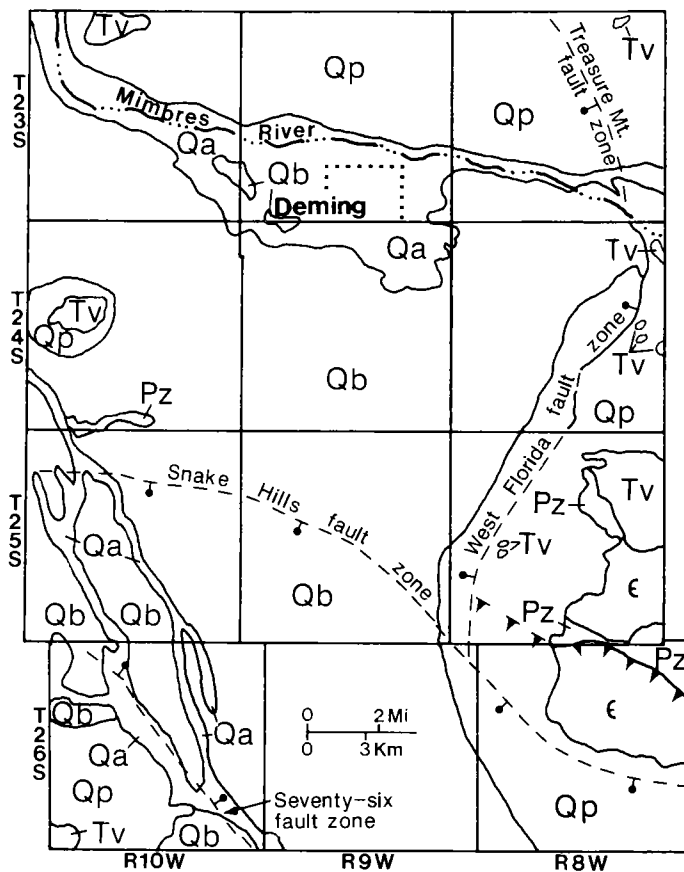 Tv
Qp
Tv
Treasure Mt.
fault zone
Qp
T23S
Mimbres River
Qa
Qb
Deming
Qa
Tv
T24S
Tv
Qp
Tv
Pz
Qb
West Florida fault zone
Qp
Snake Hills fault zone
Pz
Tv
T25S
Qa
Tv
Qb
Qb
Qb
Pz
Є
Pz
T26S
Qb
Qa
Qa
0 2 Mi
0 3 Km
Є
Qp
Seventy-six
fault zone
Qp
Tv
Qb
R10W
R9W
R8W